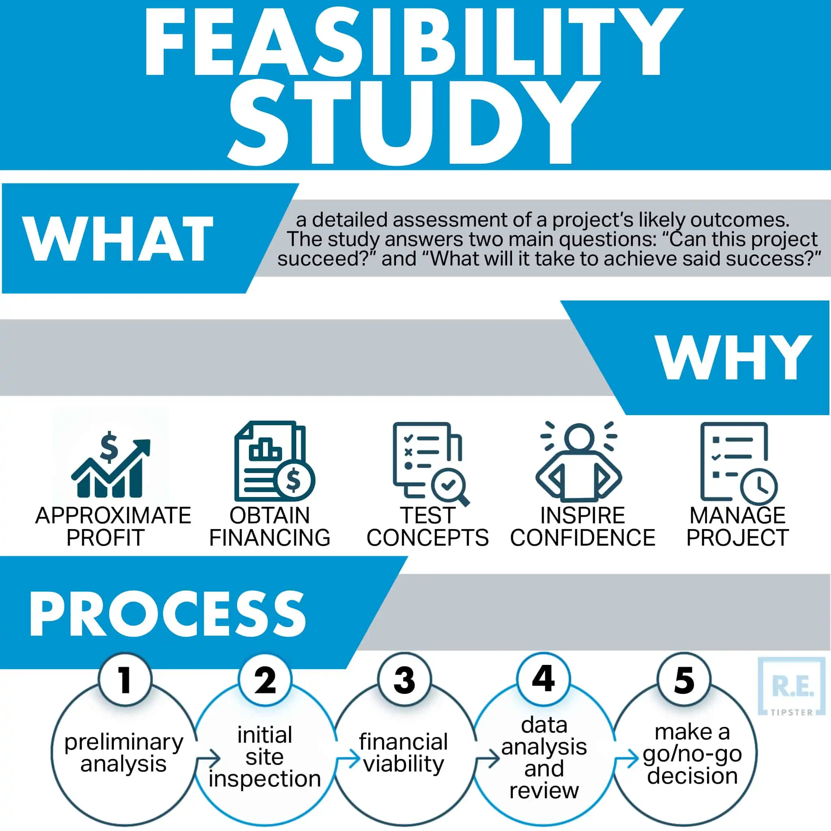 FEASIBILITY
STUDY
WHAT
a detailed assessment of a project's likely outcomes.
The study answers two main questions: “Can this project
succeed?” and “What will it take to achieve said success?”
WHY
$
$
APPROXIMATE
PROFIT
OBTAIN
FINANCING
TEST
CONCEPTS
INSPIRE
CONFIDENCE
MANAGE
PROJECT
PROCESS
1
preliminary
analysis
2
initial
site
inspection
3
financial
viability
4
data
analysis
and
review
5
make a
go/no-go
decision
R.E.
TIPSTER